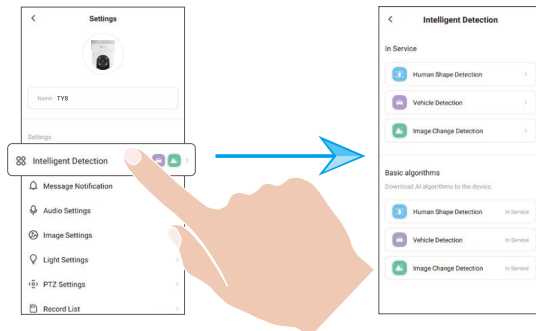 Settings
Name TYB
Settings
Intelligent Detection
Message Notification
Audio Settings
Image Settings
Light Settings
PTZ Settings
Record List
Intelligent Detection
In Service
Human Shape Detection
Vehicle Detection
Image Change Detection
Basic algorithms
Download AI algorithms to the device.
Human Shape Detection In Service
Vehicle Detection In Service
Image Change Detection In Service